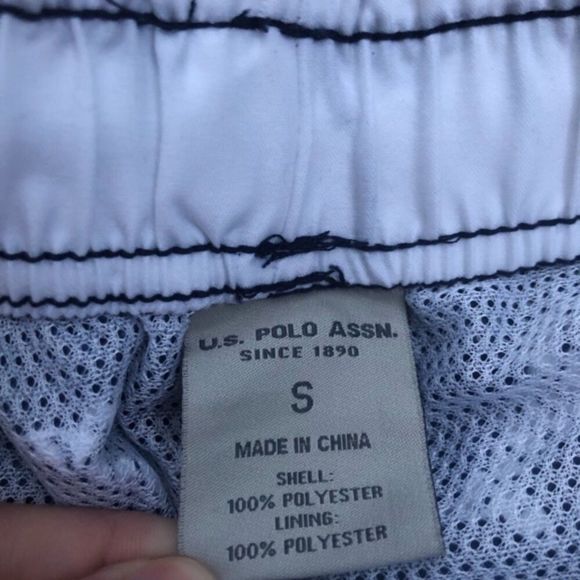 U.S. POLO ASSN.
SINCE 1890
S
MADE IN CHINA
SHELL:
100% POLYESTER
LINING:
100% POLYESTER